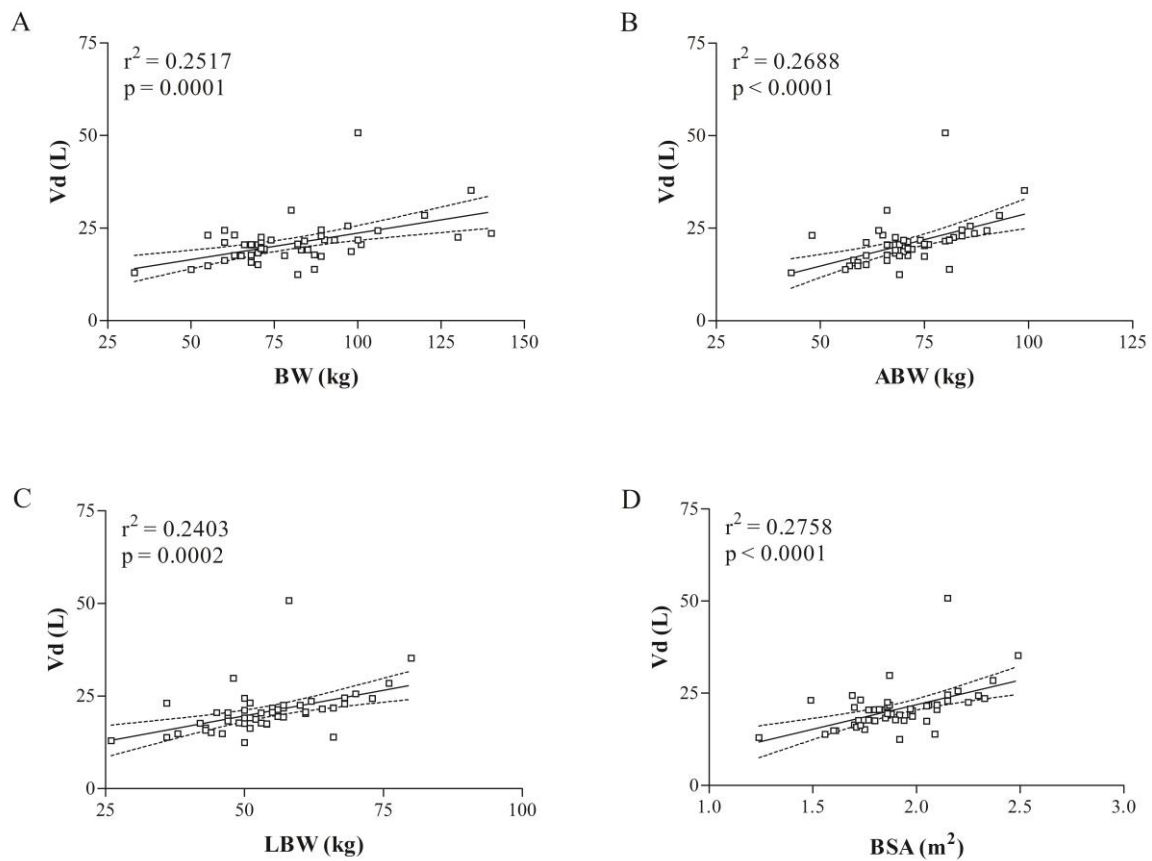 A
r² = 0.2517
p = 0.0001
75
50
25
0
Vd (L)
25
50
75
100
125
150
BW (kg)
B
r² = 0.2688
p < 0.0001
75
50
25
0
Vd (L)
25
50
75
100
125
ABW (kg)
C
r² = 0.2403
p = 0.0002
75
50
25
0
Vd (L)
25
50
75
100
LBW (kg)
D
r² = 0.2758
p < 0.0001
75
50
25
0
Vd (L)
1.0
1.5
2.0
2.5
3.0
BSA (m²)